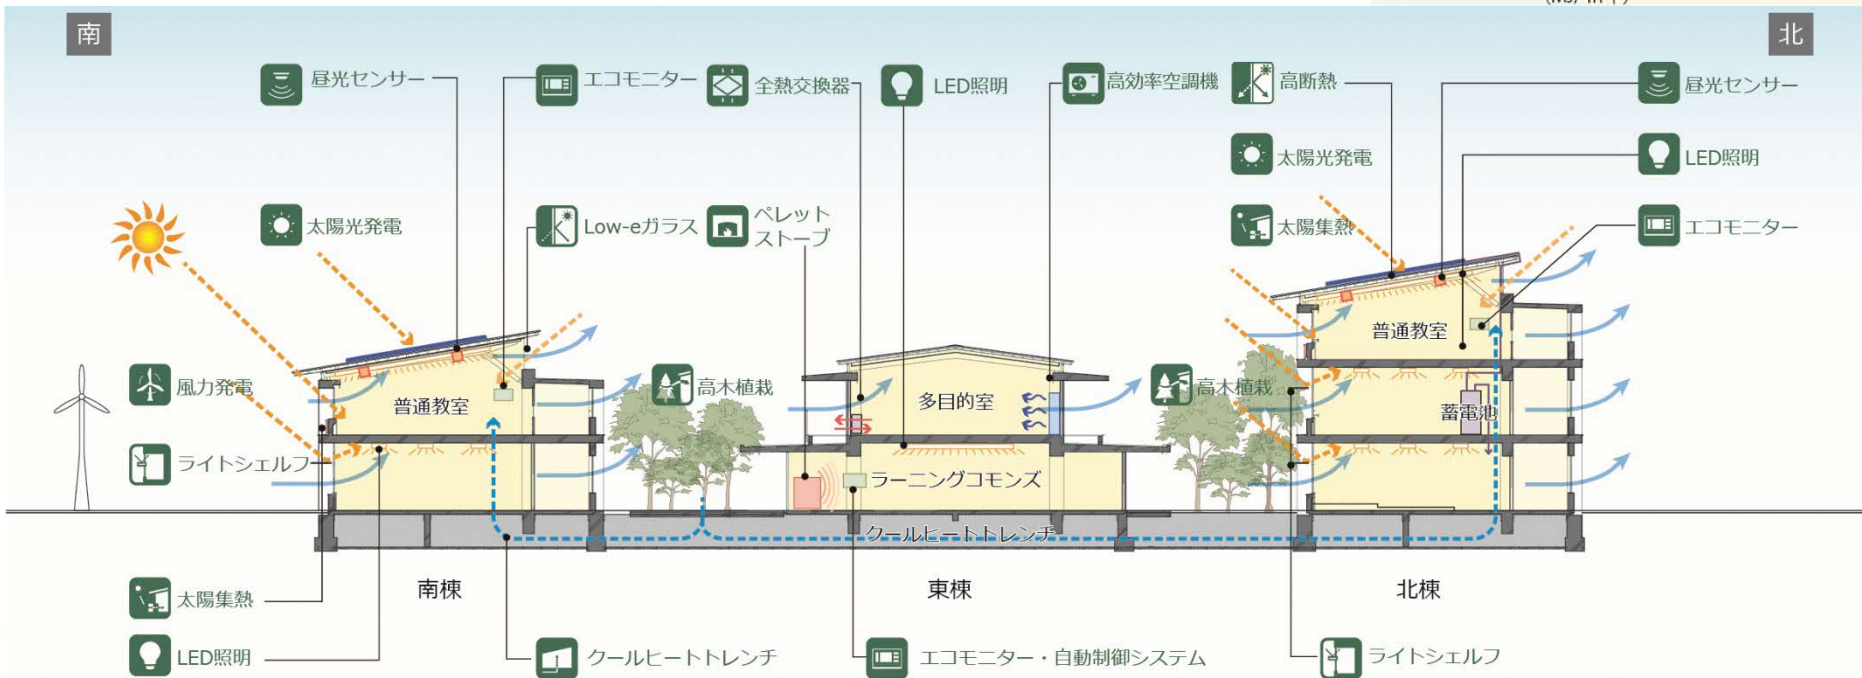 南
北
昼光センサー
エコモニター
全熱交換器
LED照明
高効率空調機
高断熱
昼光センサー
太陽光発電
LED照明
太陽光発電
Low-eガラス
ペレット
ストーブ
太陽集熱
エコモニター
普通教室
風力発電
普通教室
高木植栽
多目的室
高木植栽
蓄電池
ライトシェルフ
ラーニングコモンズ
クールヒートトレンチ
南棟
東棟
北棟
太陽集熱
LED照明
クールヒートトレンチ
エコモニター・自動制御システム
ライトシェルフ